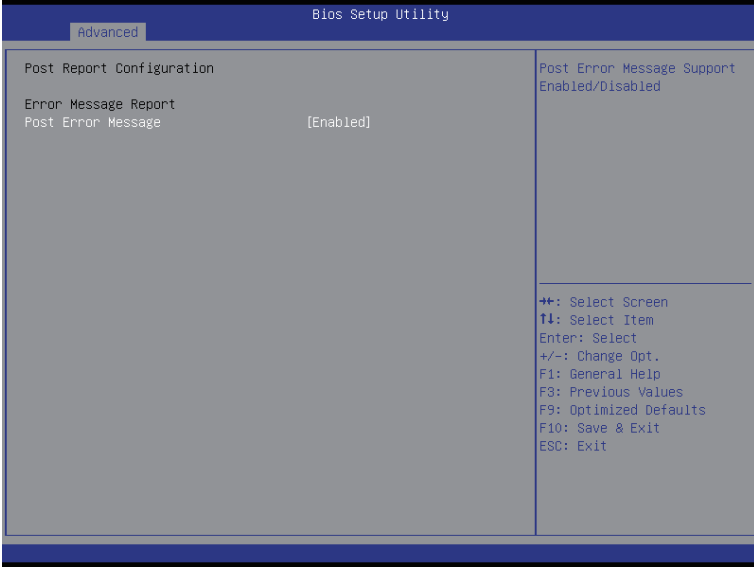 Bios Setup Utility
Advanced
Post Report Configuration
Error Message Report
Post Error Message [Enabled]
Post Error Message Support
Enabled/Disabled
→←: Select Screen
↑↓: Select Item
Enter: Select
+/-: Change Opt.
F1: General Help
F3: Previous Values
F9: Optimized Defaults
F10: Save & Exit
ESC: Exit